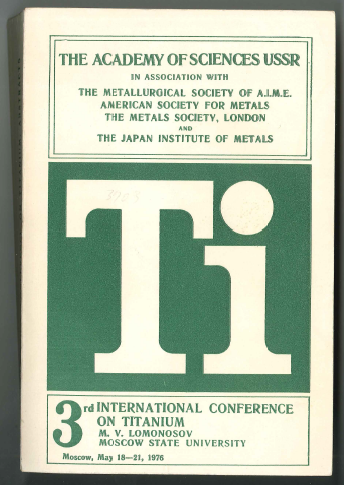 THE ACADEMY OF SCIENCES USSR
IN ASSOCIATION WITH
THE METALLURGICAL SOCIETY OF A.I.M.E.
AMERICAN SOCIETY FOR METALS
THE METALS SOCIETY, LONDON
AND
THE JAPAN INSTITUTE OF METALS
Ti
3rd INTERNATIONAL CONFERENCE
ON TITANIUM
M. V. LOMONOSOV
MOSCOW STATE UNIVERSITY
Moscow, May 18—21, 1976